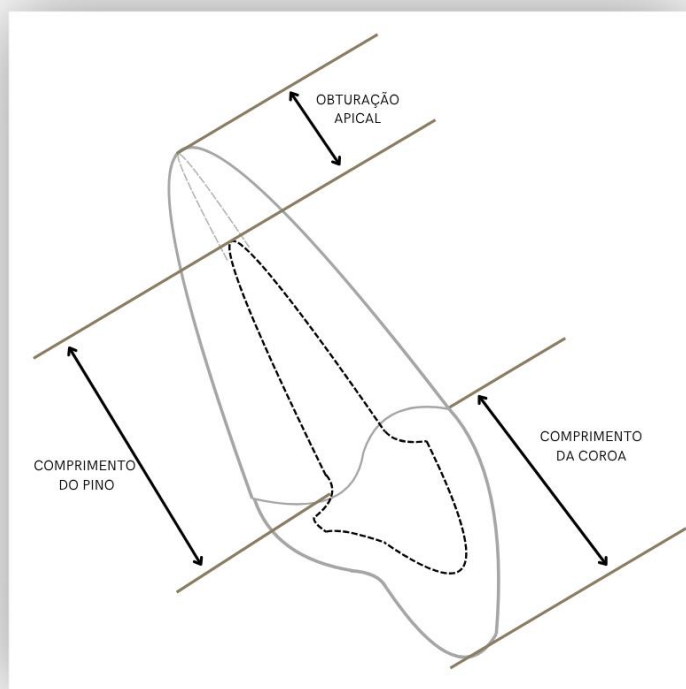 OBTURAÇÃO
APICAL
COMPRIMENTO
DO PINO
COMPRIMENTO
DA COROA